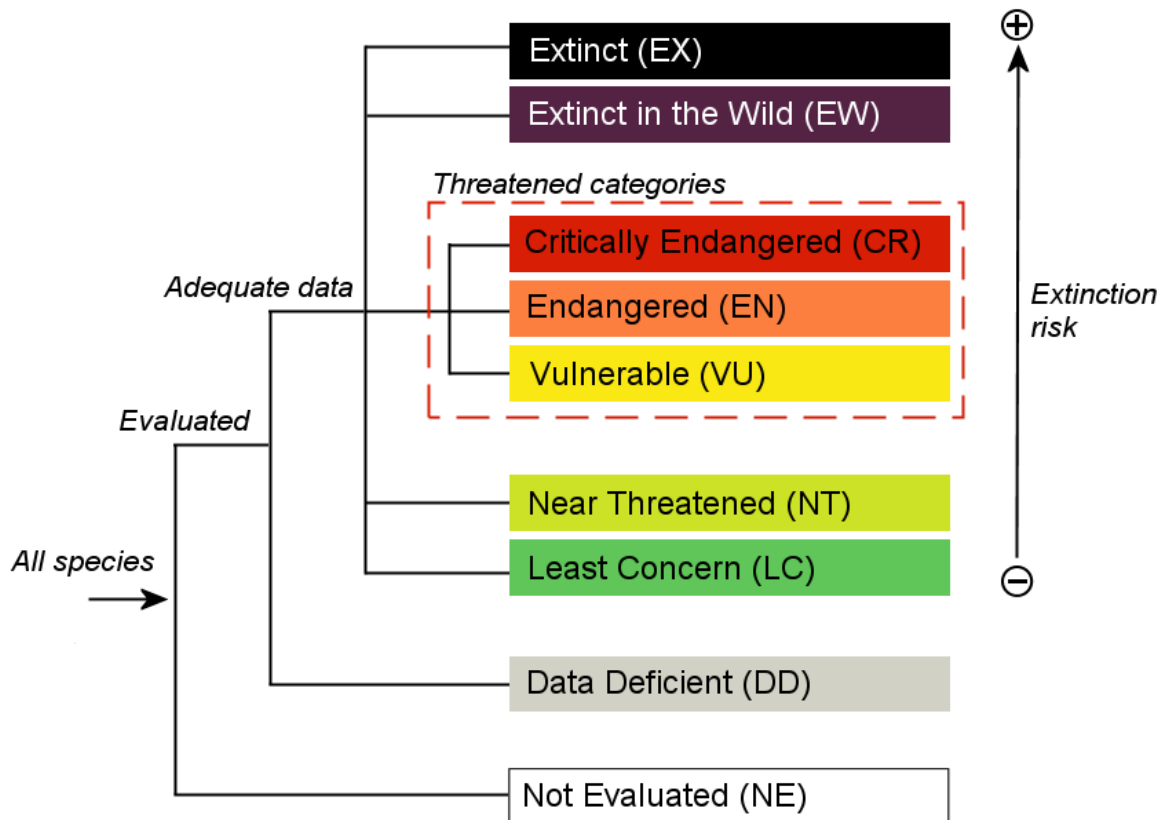 Extinct (EX)
Extinct in the Wild (EW)
Threatened categories
Critically Endangered (CR)
Adequate data
Endangered (EN)
Extinction
risk
Vulnerable (VU)
Evaluated
Near Threatened (NT)
All species
Least Concern (LC)
Data Deficient (DD)
Not Evaluated (NE)